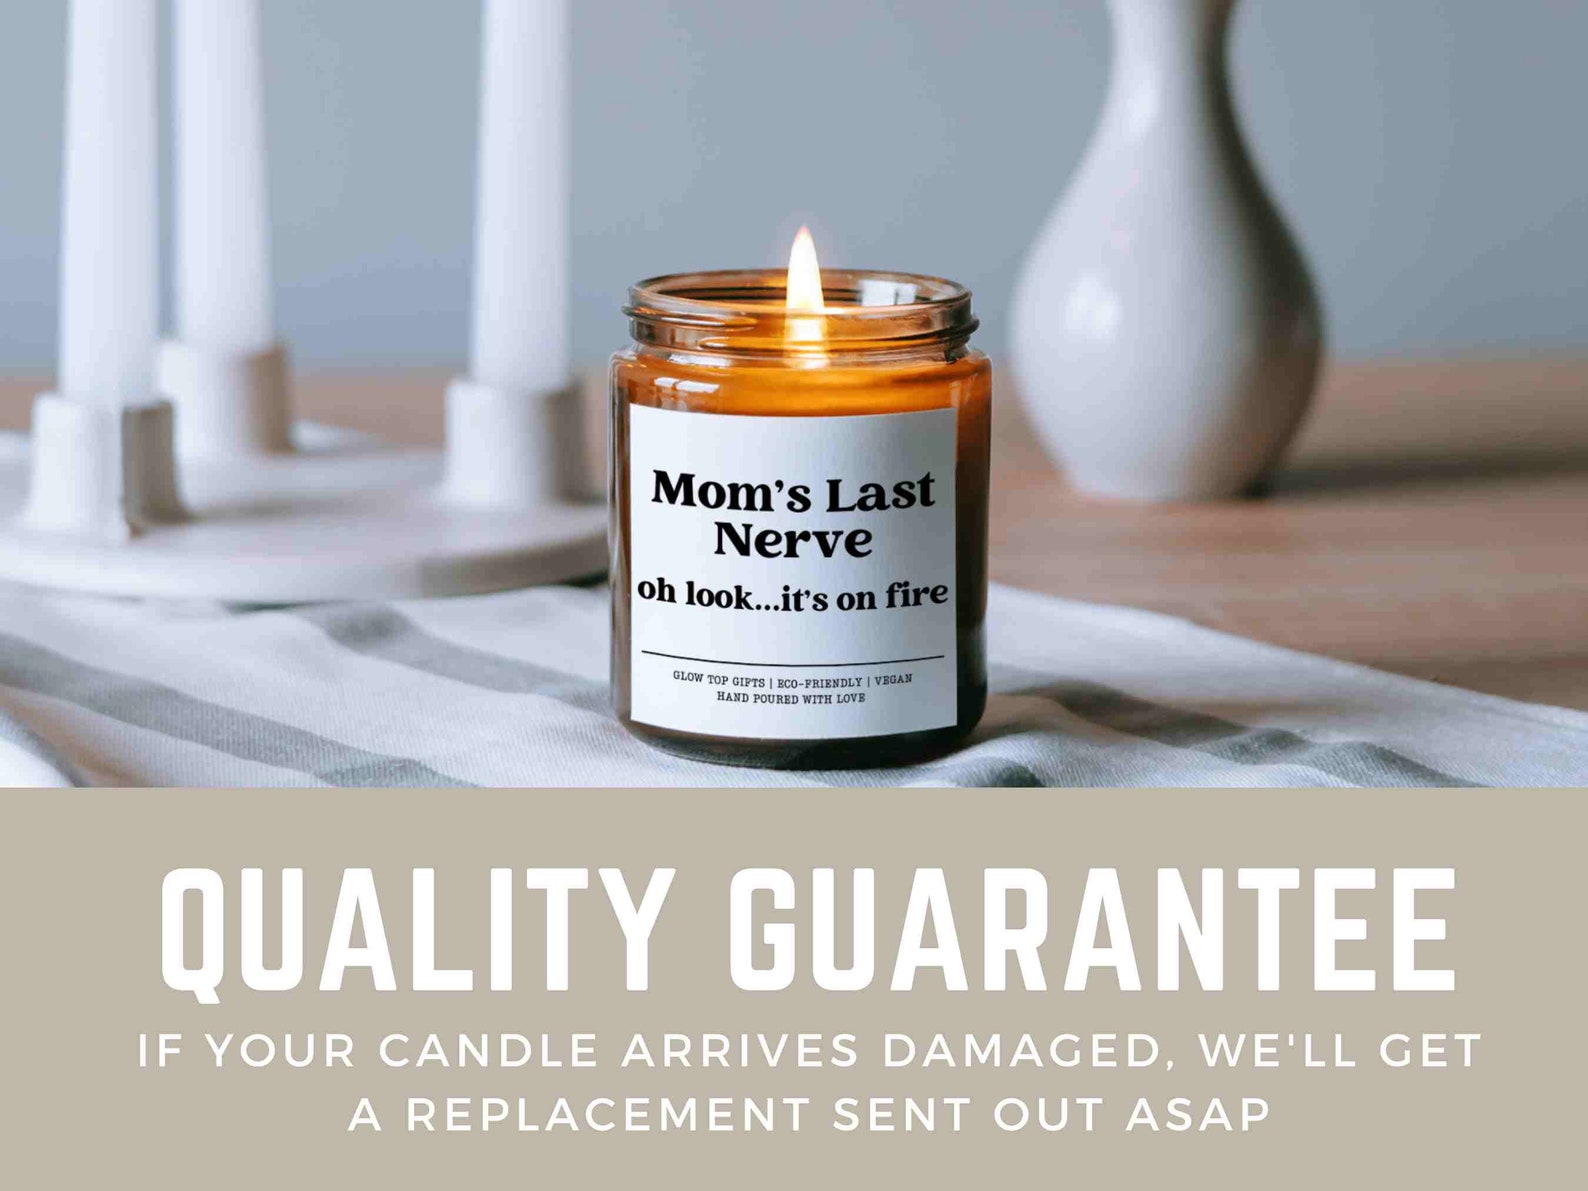 Mom's Last
Nerve
oh look...it's on fire
GLOW TOP GIFTS | ECO-FRIENDLY | VEGAN
HAND POURED WITH LOVE
QUALITY GUARANTEE
IF YOUR CANDLE ARRIVES DAMAGED, WE'LL GET
A REPLACEMENT SENT OUT ASAP